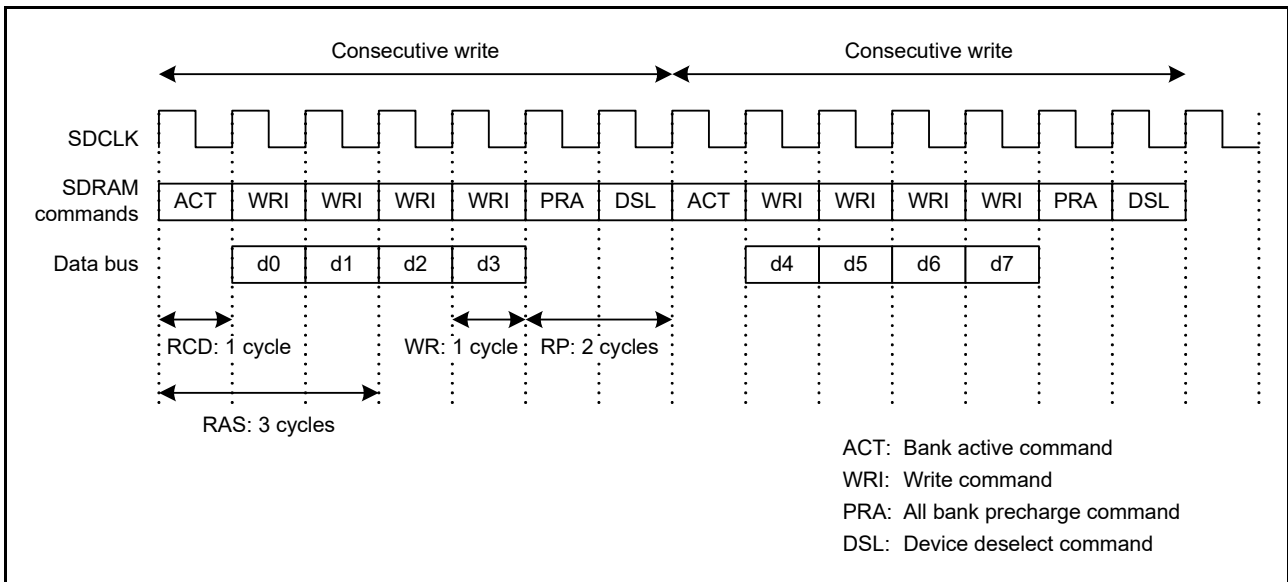 Consecutive write Consecutive write
SDCLK
SDRAM
commands
ACT WRI WRI WRI WRI PRA DSL ACT WRI WRI WRI WRI PRA DSL
Data bus d0 d1 d2 d3 d4 d5 d6 d7
RCD: 1 cycle WR: 1 cycle RP: 2 cycles
RAS: 3 cycles
ACT: Bank active command
WRI: Write command
PRA: All bank precharge command
DSL: Device deselect command